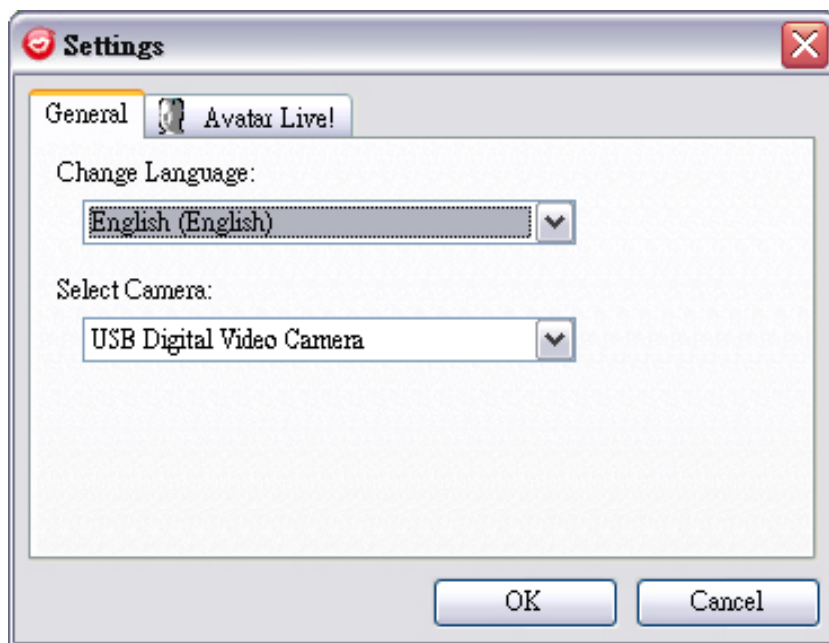 Settings
General Avatar Live!
Change Language:
English (English)
Select Camera:
USB Digital Video Camera
OK Cancel